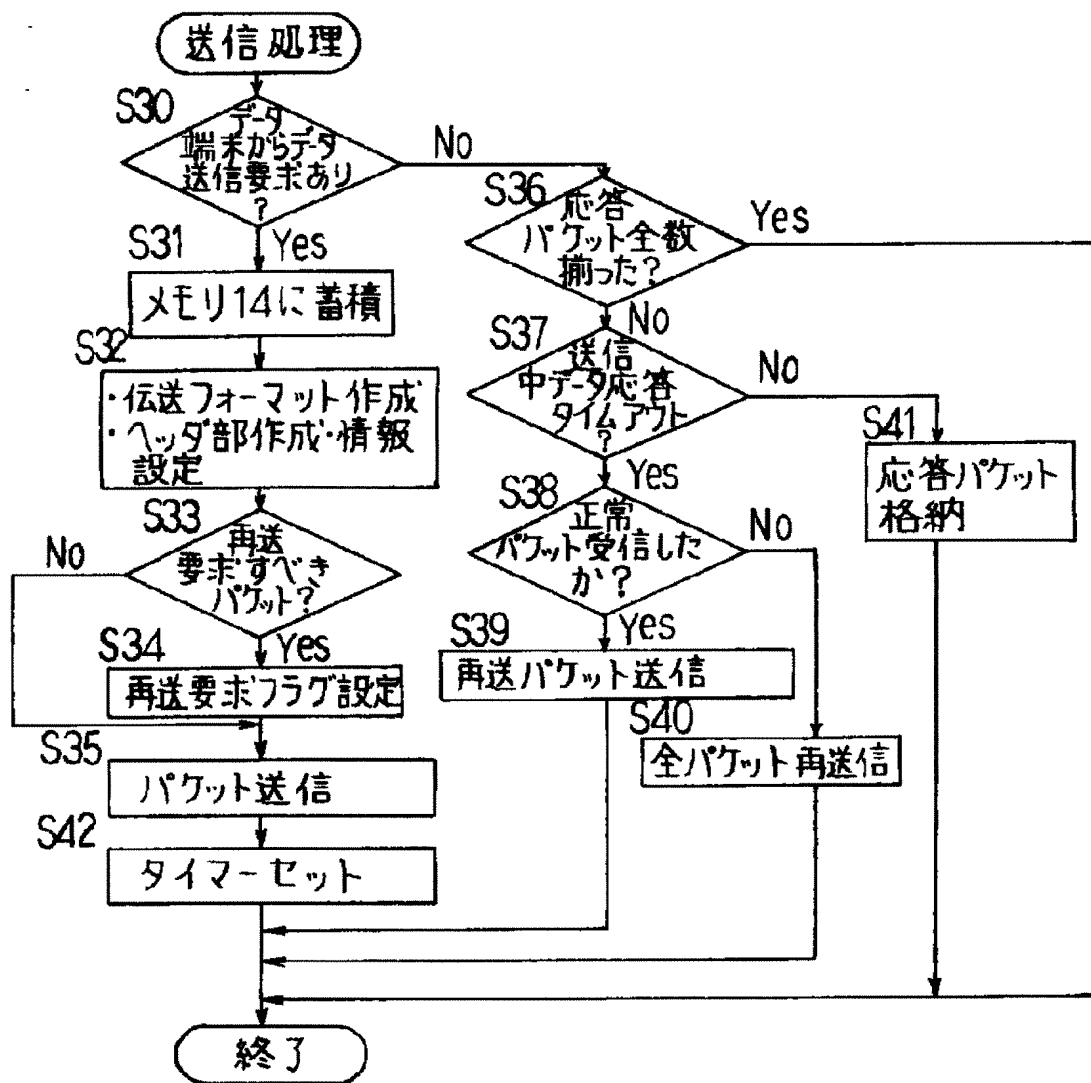 送信処理
S30
データ
端末からデータ
送信要求あり
?
No
Yes
S31
メモリ14に蓄積
S32
・伝送フォーマット作成
・ヘッダ部作成・情報
設定
S33
再送
要求すべき
パケット?
No
Yes
S34
再送要求フラグ設定
S35
パケット送信
S42
タイマーセット
S36
応答
パケット全数
揃った?
Yes
No
S37
送信
中データ応答
タイムアウト
?
No
Yes
S41
応答パケット
格納
S38
正常
パケット受信した
か?
No
Yes
S39
再送パケット送信
S40
全パケット再送信
終了